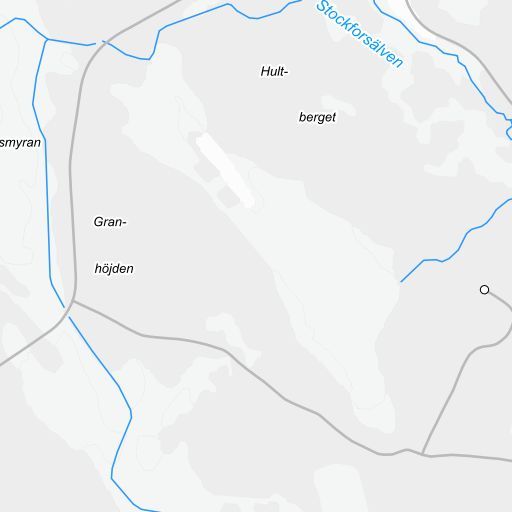 Stockforsälven
Hult-
berget
smyran
Gran-
höjden